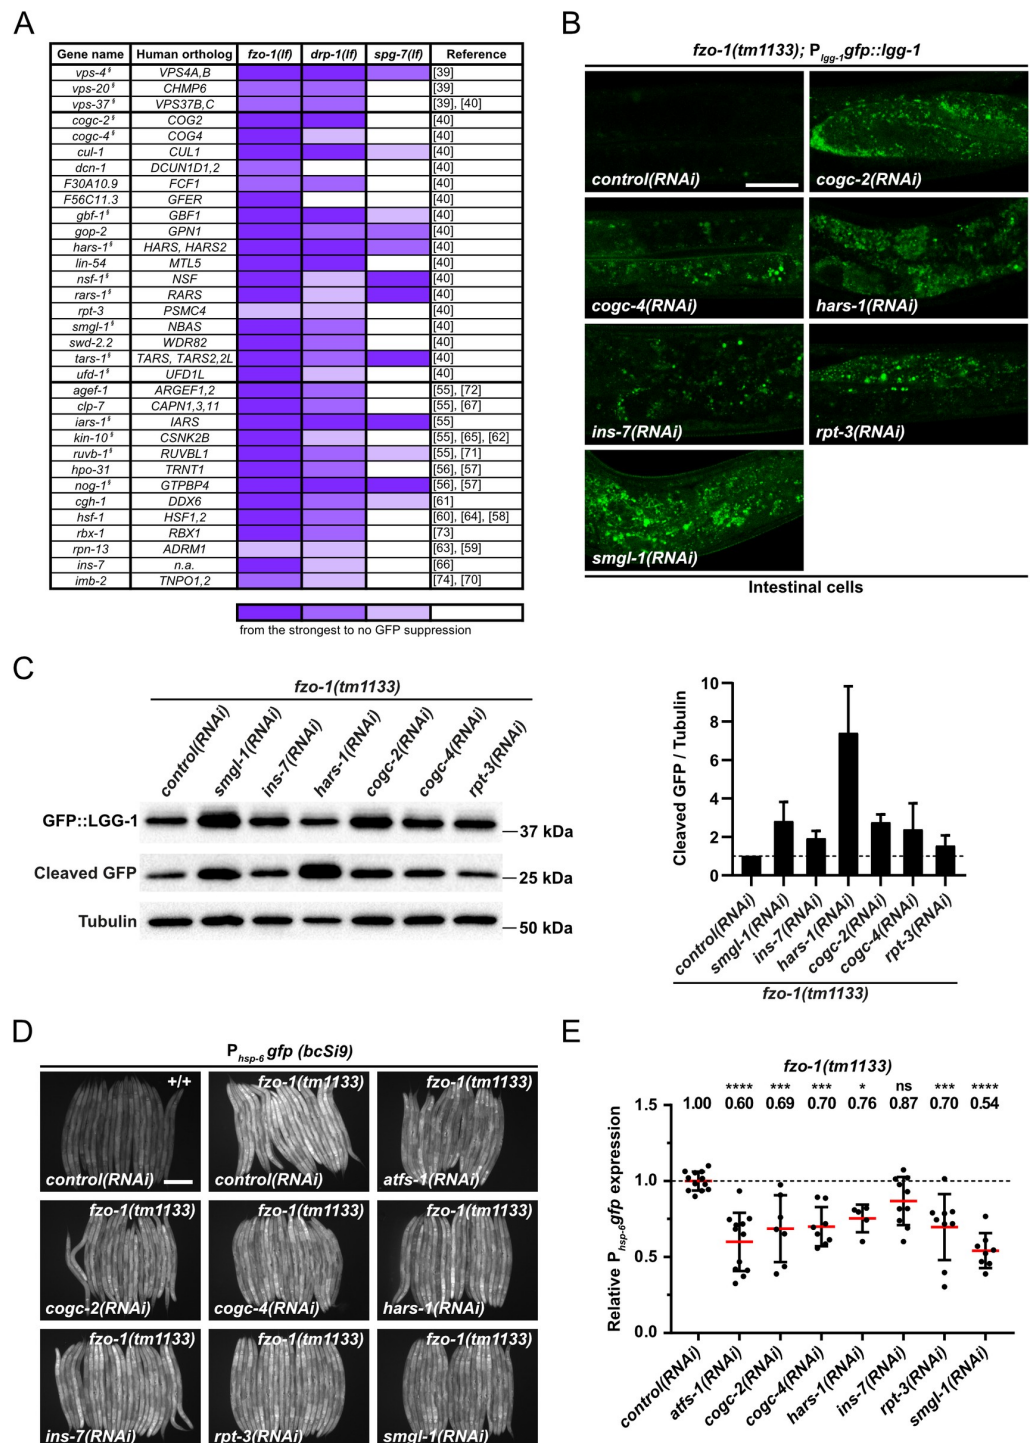 A
Gene name Human ortholog fzo-1(lf) drp-1(lf) spg-7(lf) Reference
vps-4§ VPS4A,B [39]
vps-20§ CHMP6 [39]
vps-37§ VPS37B,C [39], [40]
cogc-2§ COG2 [40]
cogc-4§ COG4 [40]
cul-1 CUL1 [40]
dcn-1 DCUN1D1,2 [40]
F30A10.9 FCF1 [40]
F56C11.3 GFER [40]
gbf-1§ GBF1 [40]
gop-2 GPN1 [40]
hars-1§ HARS, HARS2 [40]
lin-54 MTL5 [40]
nsf-1§ NSF [40]
rars-1§ RARS [40]
rpt-3 PSMC4 [40]
smgl-1§ NBAS [40]
swd-2.2 WDR82 [40]
tars-1§ TARS, TARS2,2L [40]
ufd-1§ UFD1L [40]
agef-1 ARGEF1,2 [55], [72]
clp-7 CAPN1,3,11 [55], [67]
iars-1§ IARS [55]
kin-10§ CSNK2B [55], [65], [62]
ruvb-1§ RUVBL1 [55], [71]
hpo-31 TRNT1 [56], [57]
nog-1§ GTPBP4 [56], [57]
cgh-1 DDX6 [61]
hsf-1 HSF1,2 [60], [64], [58]
rbx-1 RBX1 [73]
rpn-13 ADRM1 [63], [59]
ins-7 n.a. [66]
imb-2 TNPO1,2 [74], [70]
from the strongest to no GFP suppression
B
fzo-1(tm1133); Plgg-1gfp::lgg-1
control(RNAi) cogc-2(RNAi)
cogc-4(RNAi) hars-1(RNAi)
ins-7(RNAi) rpt-3(RNAi)
smgl-1(RNAi)
Intestinal cells
C
fzo-1(tm1133)
control(RNAi) smgl-1(RNAi) ins-7(RNAi) hars-1(RNAi) cogc-2(RNAi) cogc-4(RNAi) rpt-3(RNAi)
GFP::LGG-1
37 kDa
Cleaved GFP
25 kDa
Tubulin
50 kDa
Cleaved GFP / Tubulin
10
8
6
4
2
0
control(RNAi) smgl-1(RNAi) ins-7(RNAi) hars-1(RNAi) cogc-2(RNAi) cogc-4(RNAi) rpt-3(RNAi)
fzo-1(tm1133)
D
Phsp-6 gfp (bcSi9)
+/+ fzo-1(tm1133) fzo-1(tm1133)
control(RNAi) control(RNAi) atfs-1(RNAi)
fzo-1(tm1133) fzo-1(tm1133) fzo-1(tm1133)
cogc-2(RNAi) cogc-4(RNAi) hars-1(RNAi)
fzo-1(tm1133) fzo-1(tm1133) fzo-1(tm1133)
ins-7(RNAi) rpt-3(RNAi) smgl-1(RNAi)
E
fzo-1(tm1133)
**** *** *** * ns *** ****
1.00 0.60 0.69 0.70 0.76 0.87 0.70 0.54
Relative Phsp-6gfp expression
1.5
1.0
0.5
0.0
control(RNAi) atfs-1(RNAi) cogc-2(RNAi) cogc-4(RNAi) hars-1(RNAi) ins-7(RNAi) rpt-3(RNAi) smgl-1(RNAi)